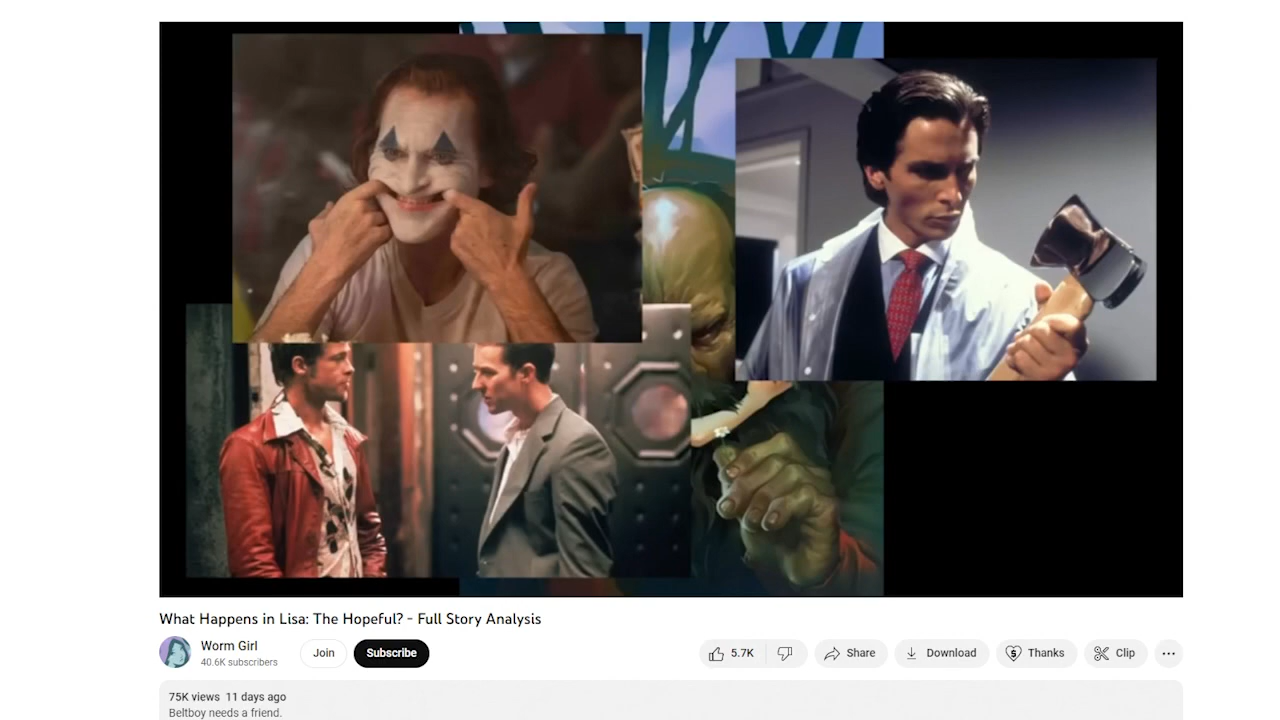 What Happens in Lisa: The Hopeful? - Full Story Analysis
Worm Girl
40.6K subscribers
Join
Subscribe
5.7K
Share
Download
Thanks
Clip
75K views 11 days ago
Beltboy needs a friend.